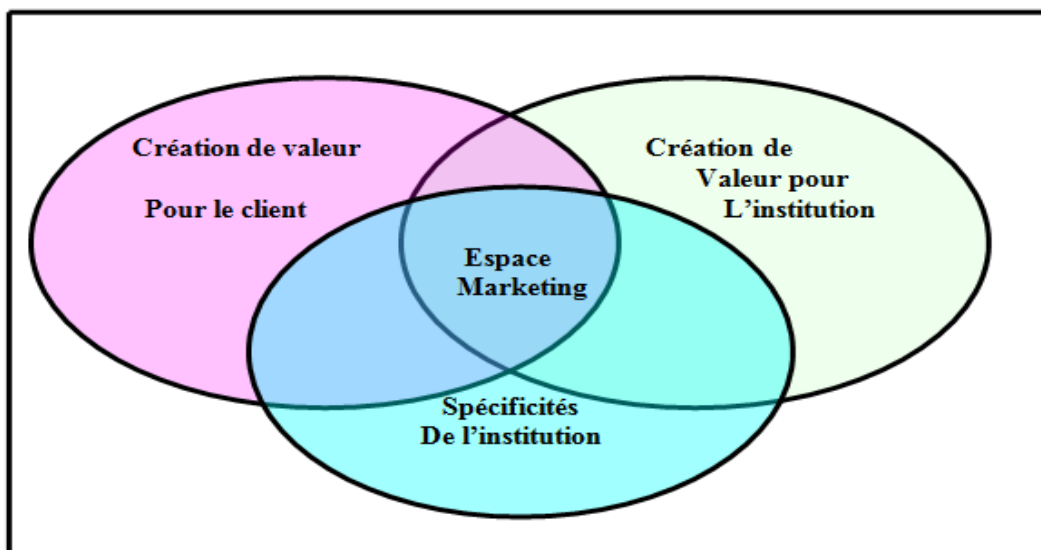 Création de valeur
Pour le client
Création de
Valeur pour
L'institution
Espace
Marketing
Spécificités
De l'institution